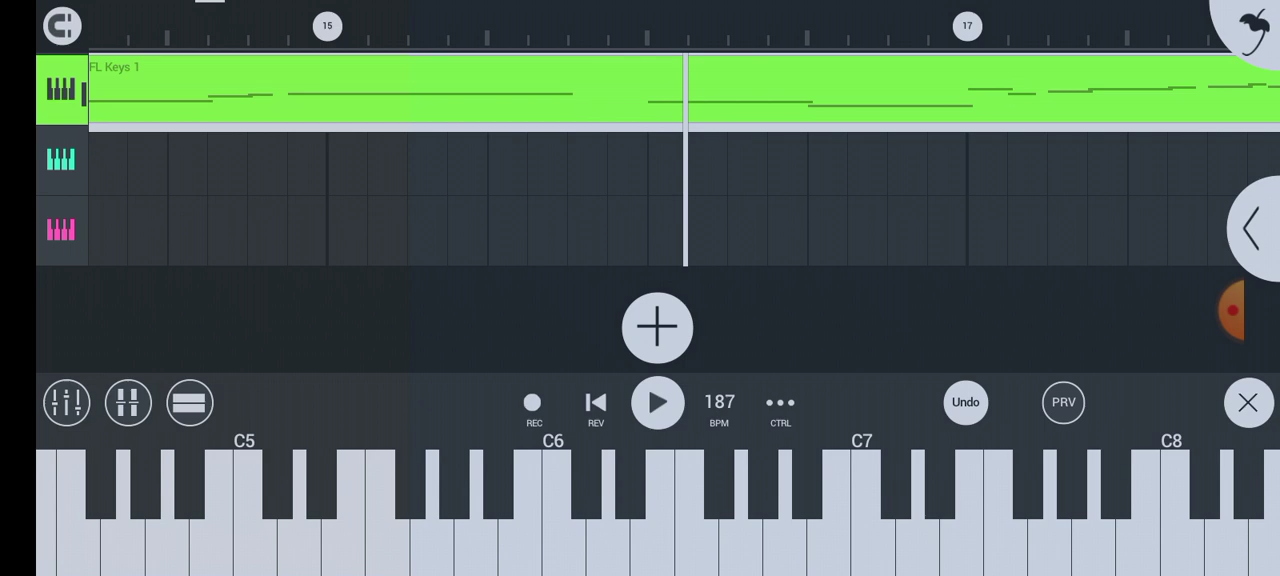 15
17
FL Keys 1
187
Undo
PRV
REC
REV
BPM
CTRL
C5
C6
C7
C8